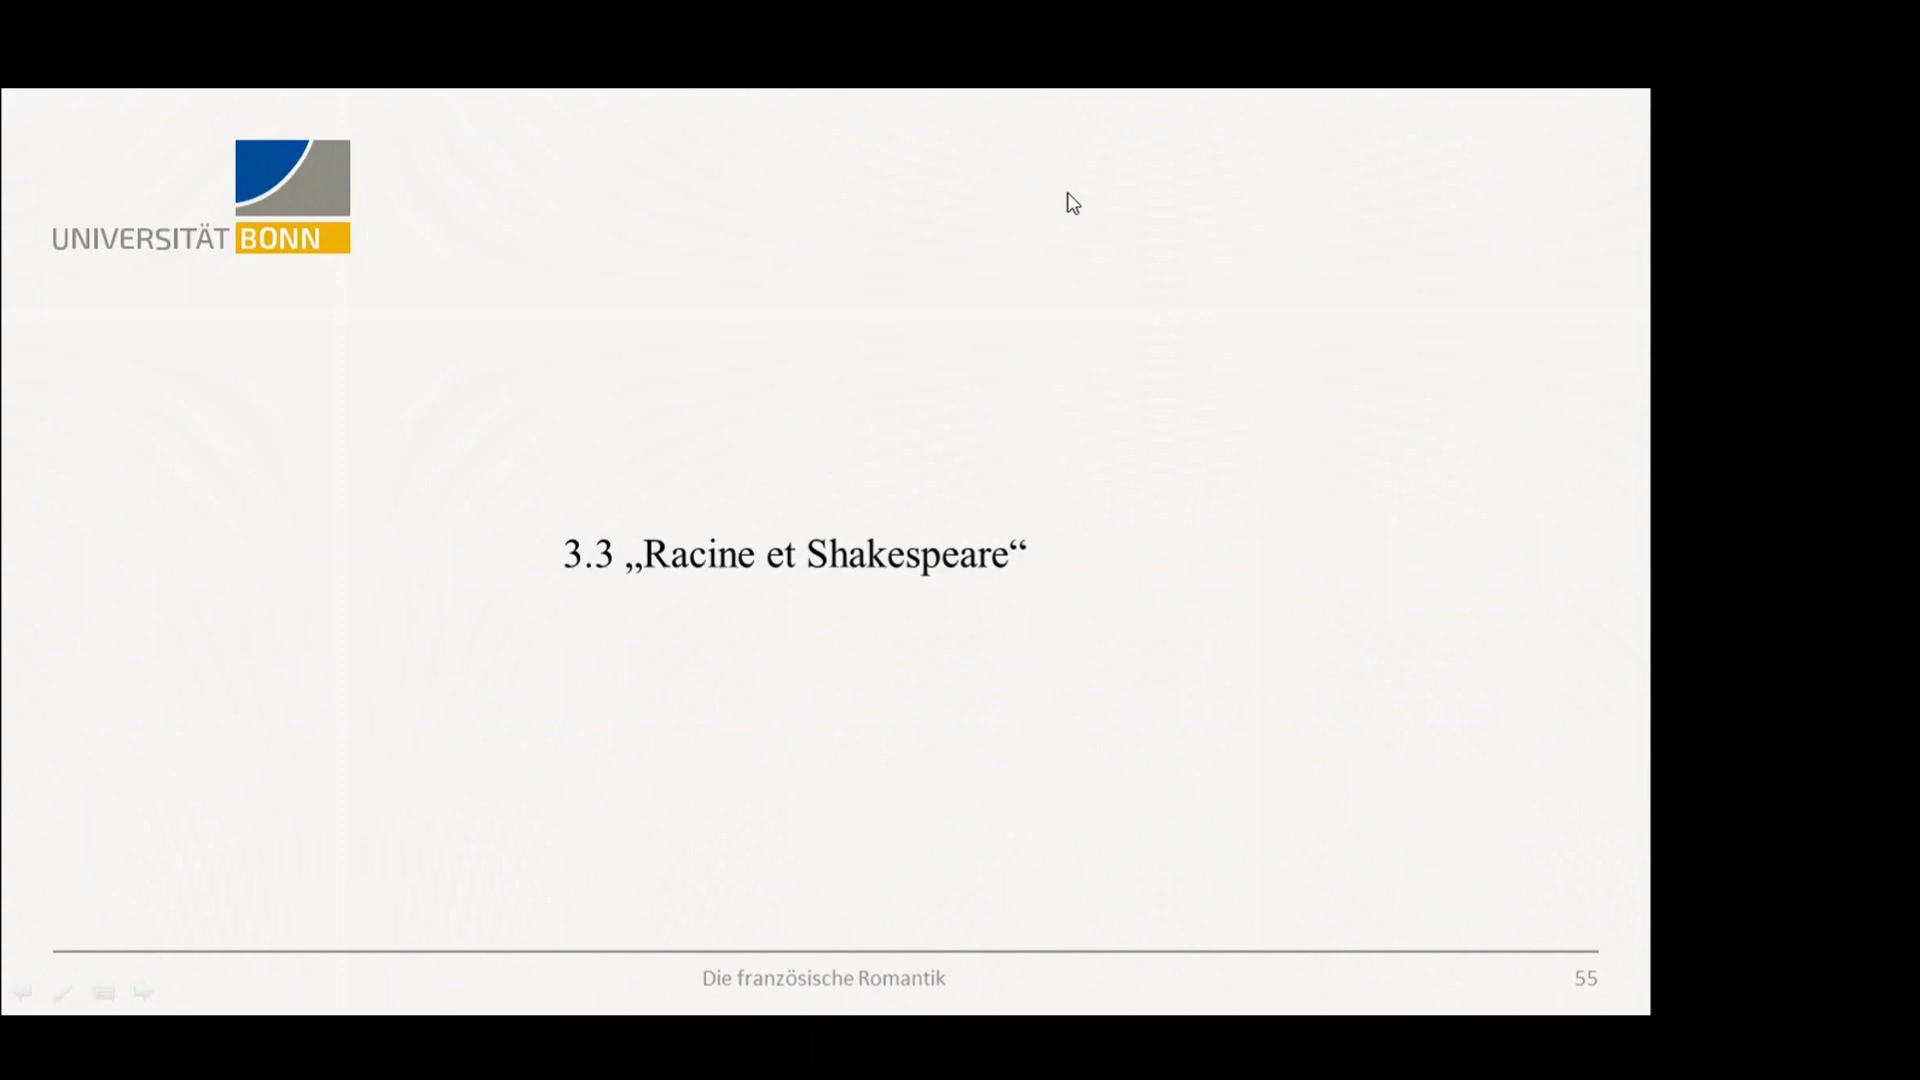 UNIVERSITÄT BONN
3.3 „Racine et Shakespeare“
Die französische Romantik
55